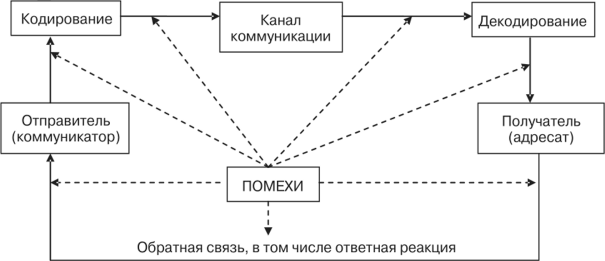 Кодирование
Канал
коммуникации
Декодирование
Отправитель
(коммуникатор)
Получатель
(адресат)
ПОМЕХИ
Обратная связь, в том числе ответная реакция